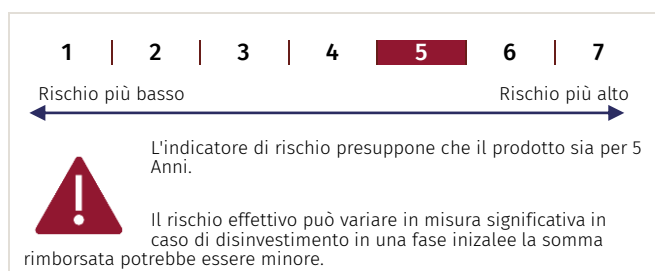 1 2 3 4 5 6 7
Rischio più basso Rischio più alto
L'indicatore di rischio presuppone che il prodotto sia per 5
Anni.
Il rischio effettivo può variare in misura significativa in
caso di disinvestimento in una fase inizalee la somma
rimborsata potrebbe essere minore.